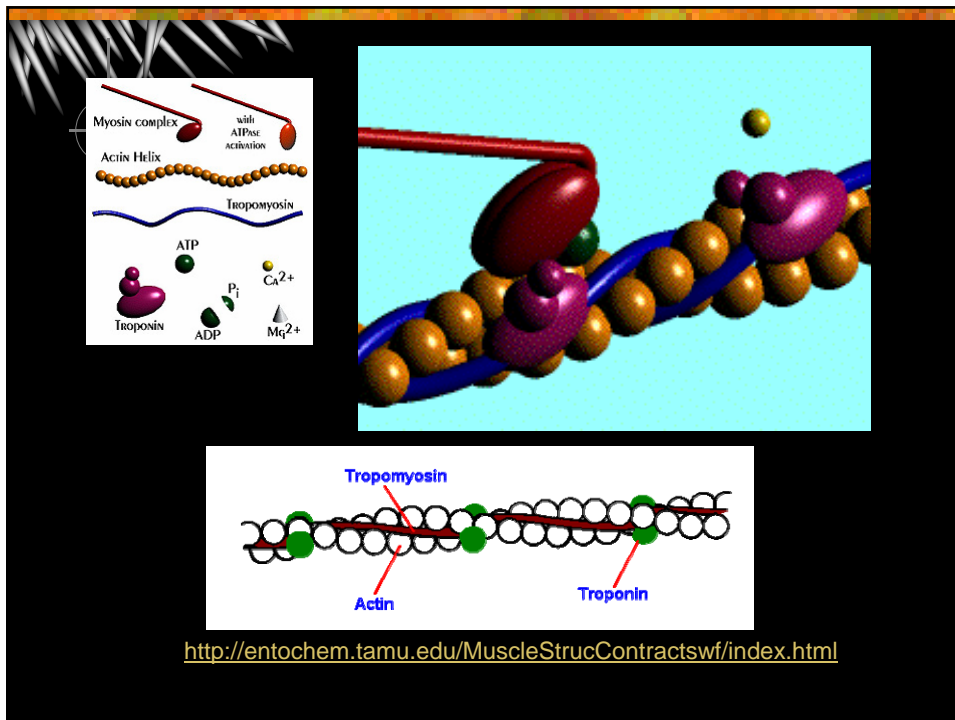 Myosin complex
with
ATPase
activation
Actin Helix
Tropomyosin
ATP
Ca2+
Pi
Troponin
ADP
Mgi2+
Tropomyosin
Actin
Troponin
http://entochem.tamu.edu/MuscleStrucContractswf/index.html